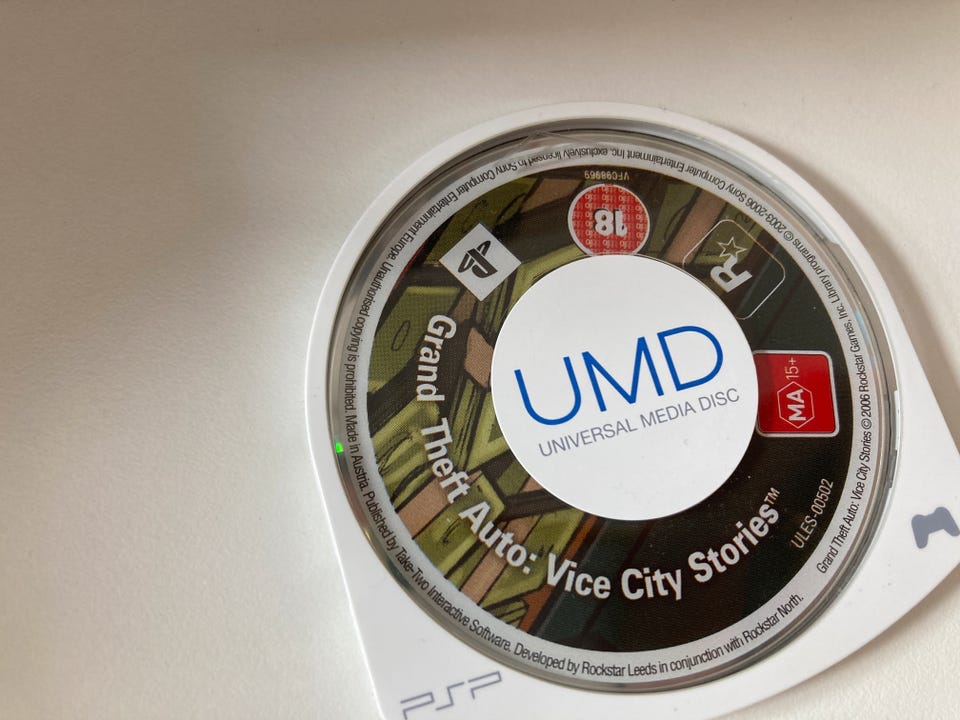 UMD
UNIVERSAL MEDIA DISC
Grand Theft Auto: Vice City Stories™
18
VFC98969
R
MA 15+
ULES-00502
Library programs © 2003-2006 Sony Computer Entertainment Inc. exclusively licensed to Sony Computer Entertainment Europe. Unauthorised copying is prohibited. Made in Austria. Published by Take-Two Interactive Software. Developed by Rockstar Leeds in conjunction with Rockstar North.
Grand Theft Auto: Vice City Stories © 2006 Rockstar Games, Inc.
PSP